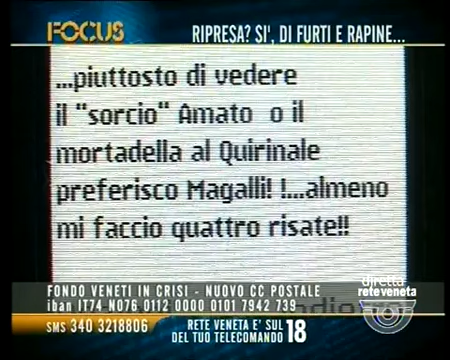 FOCUS
RIPRESA? SI', DI FURTI E RAPINE...
...piuttosto di vedere
il "sorcio" Amato o il
mortadella al Quirinale
preferisco Magalli! !...almeno
mi faccio quattro risate!!
diretta
reteveneta
FONDO VENETI IN CRISI - NUOVO CC POSTALE
iban IT74 N076 0112 0000 0101 7942 739
SMS 340 3218806
RETE VENETA E' SUL 18
DEL TUO TELECOMANDO